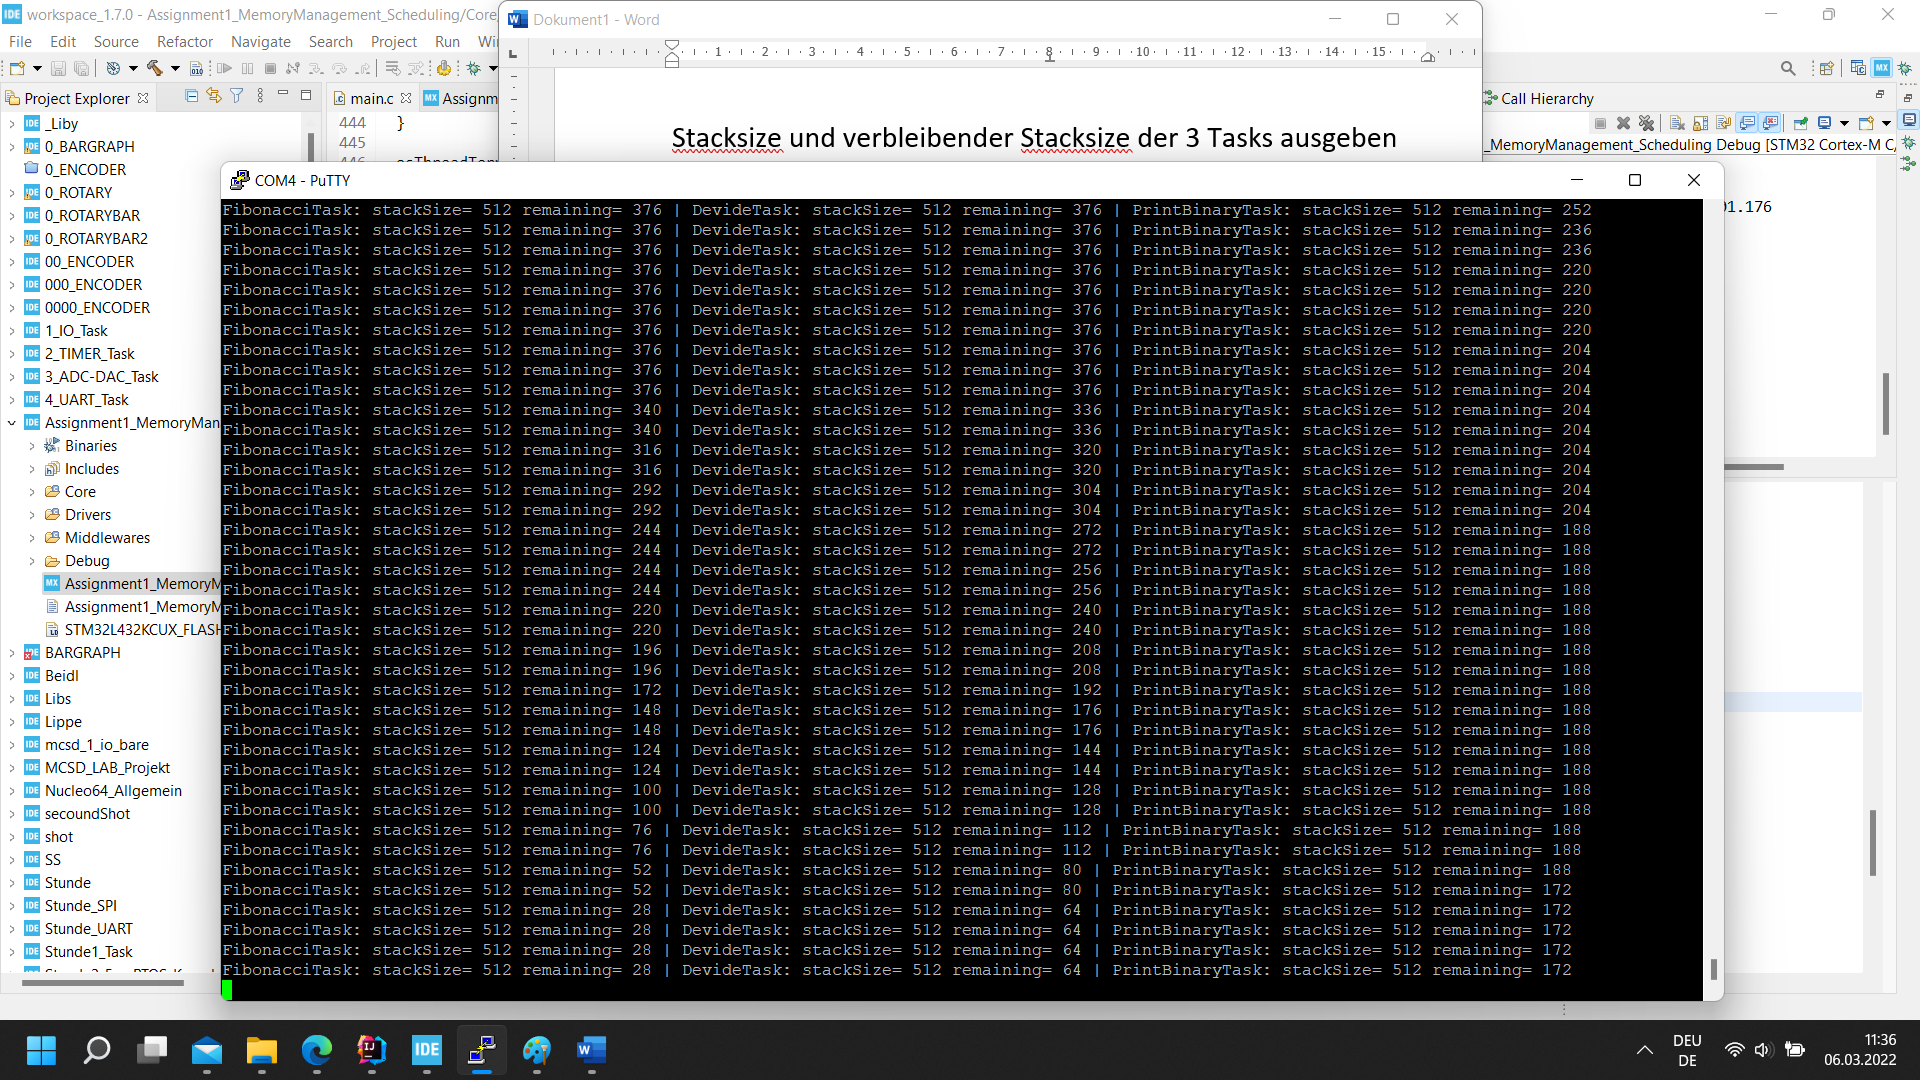 workspace_1.7.0 - Assignment1_MemoryManagement_Scheduling/Core
File Edit Source Refactor Navigate Search Project Run Wi
Project Explorer
main.c
Assignm
444 }
445
_Liby
0_BARGRAPH
0_ENCODER
0_ROTARY
0_ROTARYBAR
0_ROTARYBAR2
00_ENCODER
000_ENCODER
0000_ENCODER
1_IO_Task
2_TIMER_Task
3_ADC-DAC_Task
4_UART_Task
Assignment1_MemoryMan
Binaries
Includes
Core
Drivers
Middlewares
Debug
Assignment1_MemoryM
Assignment1_MemoryM
STM32L432KCUX_FLASH
BARGRAPH
Beidl
Libs
Lippe
mcsd_1_io_bare
MCSD_LAB_Projekt
Nucleo64_Allgemein
secoundShot
shot
SS
Stunde
Stunde_SPI
Stunde_UART
Stunde1_Task
Dokument1 - Word
1 2 3 4 5 6 7 8 9 10 11 12 13 14 15
Stacksize und verbleibender Stacksize der 3 Tasks ausgeben
Call Hierarchy
_MemoryManagement_Scheduling Debug [STM32 Cortex-M C/
01.176
COM4 - PuTTY
FibonacciTask: stackSize= 512 remaining= 376 | DevideTask: stackSize= 512 remaining= 376 | PrintBinaryTask: stackSize= 512 remaining= 252
FibonacciTask: stackSize= 512 remaining= 376 | DevideTask: stackSize= 512 remaining= 376 | PrintBinaryTask: stackSize= 512 remaining= 236
FibonacciTask: stackSize= 512 remaining= 376 | DevideTask: stackSize= 512 remaining= 376 | PrintBinaryTask: stackSize= 512 remaining= 236
FibonacciTask: stackSize= 512 remaining= 376 | DevideTask: stackSize= 512 remaining= 376 | PrintBinaryTask: stackSize= 512 remaining= 220
FibonacciTask: stackSize= 512 remaining= 376 | DevideTask: stackSize= 512 remaining= 376 | PrintBinaryTask: stackSize= 512 remaining= 220
FibonacciTask: stackSize= 512 remaining= 376 | DevideTask: stackSize= 512 remaining= 376 | PrintBinaryTask: stackSize= 512 remaining= 220
FibonacciTask: stackSize= 512 remaining= 376 | DevideTask: stackSize= 512 remaining= 376 | PrintBinaryTask: stackSize= 512 remaining= 220
FibonacciTask: stackSize= 512 remaining= 376 | DevideTask: stackSize= 512 remaining= 376 | PrintBinaryTask: stackSize= 512 remaining= 204
FibonacciTask: stackSize= 512 remaining= 376 | DevideTask: stackSize= 512 remaining= 376 | PrintBinaryTask: stackSize= 512 remaining= 204
FibonacciTask: stackSize= 512 remaining= 376 | DevideTask: stackSize= 512 remaining= 376 | PrintBinaryTask: stackSize= 512 remaining= 204
FibonacciTask: stackSize= 512 remaining= 340 | DevideTask: stackSize= 512 remaining= 336 | PrintBinaryTask: stackSize= 512 remaining= 204
FibonacciTask: stackSize= 512 remaining= 340 | DevideTask: stackSize= 512 remaining= 336 | PrintBinaryTask: stackSize= 512 remaining= 204
FibonacciTask: stackSize= 512 remaining= 316 | DevideTask: stackSize= 512 remaining= 320 | PrintBinaryTask: stackSize= 512 remaining= 204
FibonacciTask: stackSize= 512 remaining= 316 | DevideTask: stackSize= 512 remaining= 320 | PrintBinaryTask: stackSize= 512 remaining= 204
FibonacciTask: stackSize= 512 remaining= 292 | DevideTask: stackSize= 512 remaining= 304 | PrintBinaryTask: stackSize= 512 remaining= 204
FibonacciTask: stackSize= 512 remaining= 292 | DevideTask: stackSize= 512 remaining= 304 | PrintBinaryTask: stackSize= 512 remaining= 204
FibonacciTask: stackSize= 512 remaining= 244 | DevideTask: stackSize= 512 remaining= 272 | PrintBinaryTask: stackSize= 512 remaining= 188
FibonacciTask: stackSize= 512 remaining= 244 | DevideTask: stackSize= 512 remaining= 272 | PrintBinaryTask: stackSize= 512 remaining= 188
FibonacciTask: stackSize= 512 remaining= 244 | DevideTask: stackSize= 512 remaining= 256 | PrintBinaryTask: stackSize= 512 remaining= 188
FibonacciTask: stackSize= 512 remaining= 244 | DevideTask: stackSize= 512 remaining= 256 | PrintBinaryTask: stackSize= 512 remaining= 188
FibonacciTask: stackSize= 512 remaining= 220 | DevideTask: stackSize= 512 remaining= 240 | PrintBinaryTask: stackSize= 512 remaining= 188
FibonacciTask: stackSize= 512 remaining= 220 | DevideTask: stackSize= 512 remaining= 240 | PrintBinaryTask: stackSize= 512 remaining= 188
FibonacciTask: stackSize= 512 remaining= 196 | DevideTask: stackSize= 512 remaining= 208 | PrintBinaryTask: stackSize= 512 remaining= 188
FibonacciTask: stackSize= 512 remaining= 196 | DevideTask: stackSize= 512 remaining= 208 | PrintBinaryTask: stackSize= 512 remaining= 188
FibonacciTask: stackSize= 512 remaining= 172 | DevideTask: stackSize= 512 remaining= 192 | PrintBinaryTask: stackSize= 512 remaining= 188
FibonacciTask: stackSize= 512 remaining= 148 | DevideTask: stackSize= 512 remaining= 176 | PrintBinaryTask: stackSize= 512 remaining= 188
FibonacciTask: stackSize= 512 remaining= 148 | DevideTask: stackSize= 512 remaining= 176 | PrintBinaryTask: stackSize= 512 remaining= 188
FibonacciTask: stackSize= 512 remaining= 124 | DevideTask: stackSize= 512 remaining= 144 | PrintBinaryTask: stackSize= 512 remaining= 188
FibonacciTask: stackSize= 512 remaining= 124 | DevideTask: stackSize= 512 remaining= 144 | PrintBinaryTask: stackSize= 512 remaining= 188
FibonacciTask: stackSize= 512 remaining= 100 | DevideTask: stackSize= 512 remaining= 128 | PrintBinaryTask: stackSize= 512 remaining= 188
FibonacciTask: stackSize= 512 remaining= 100 | DevideTask: stackSize= 512 remaining= 128 | PrintBinaryTask: stackSize= 512 remaining= 188
FibonacciTask: stackSize= 512 remaining= 76 | DevideTask: stackSize= 512 remaining= 112 | PrintBinaryTask: stackSize= 512 remaining= 188
FibonacciTask: stackSize= 512 remaining= 76 | DevideTask: stackSize= 512 remaining= 112 | PrintBinaryTask: stackSize= 512 remaining= 188
FibonacciTask: stackSize= 512 remaining= 52 | DevideTask: stackSize= 512 remaining= 80 | PrintBinaryTask: stackSize= 512 remaining= 188
FibonacciTask: stackSize= 512 remaining= 52 | DevideTask: stackSize= 512 remaining= 80 | PrintBinaryTask: stackSize= 512 remaining= 172
FibonacciTask: stackSize= 512 remaining= 28 | DevideTask: stackSize= 512 remaining= 64 | PrintBinaryTask: stackSize= 512 remaining= 172
FibonacciTask: stackSize= 512 remaining= 28 | DevideTask: stackSize= 512 remaining= 64 | PrintBinaryTask: stackSize= 512 remaining= 172
FibonacciTask: stackSize= 512 remaining= 28 | DevideTask: stackSize= 512 remaining= 64 | PrintBinaryTask: stackSize= 512 remaining= 172
FibonacciTask: stackSize= 512 remaining= 28 | DevideTask: stackSize= 512 remaining= 64 | PrintBinaryTask: stackSize= 512 remaining= 172
DEU
DE
11:36
06.03.2022